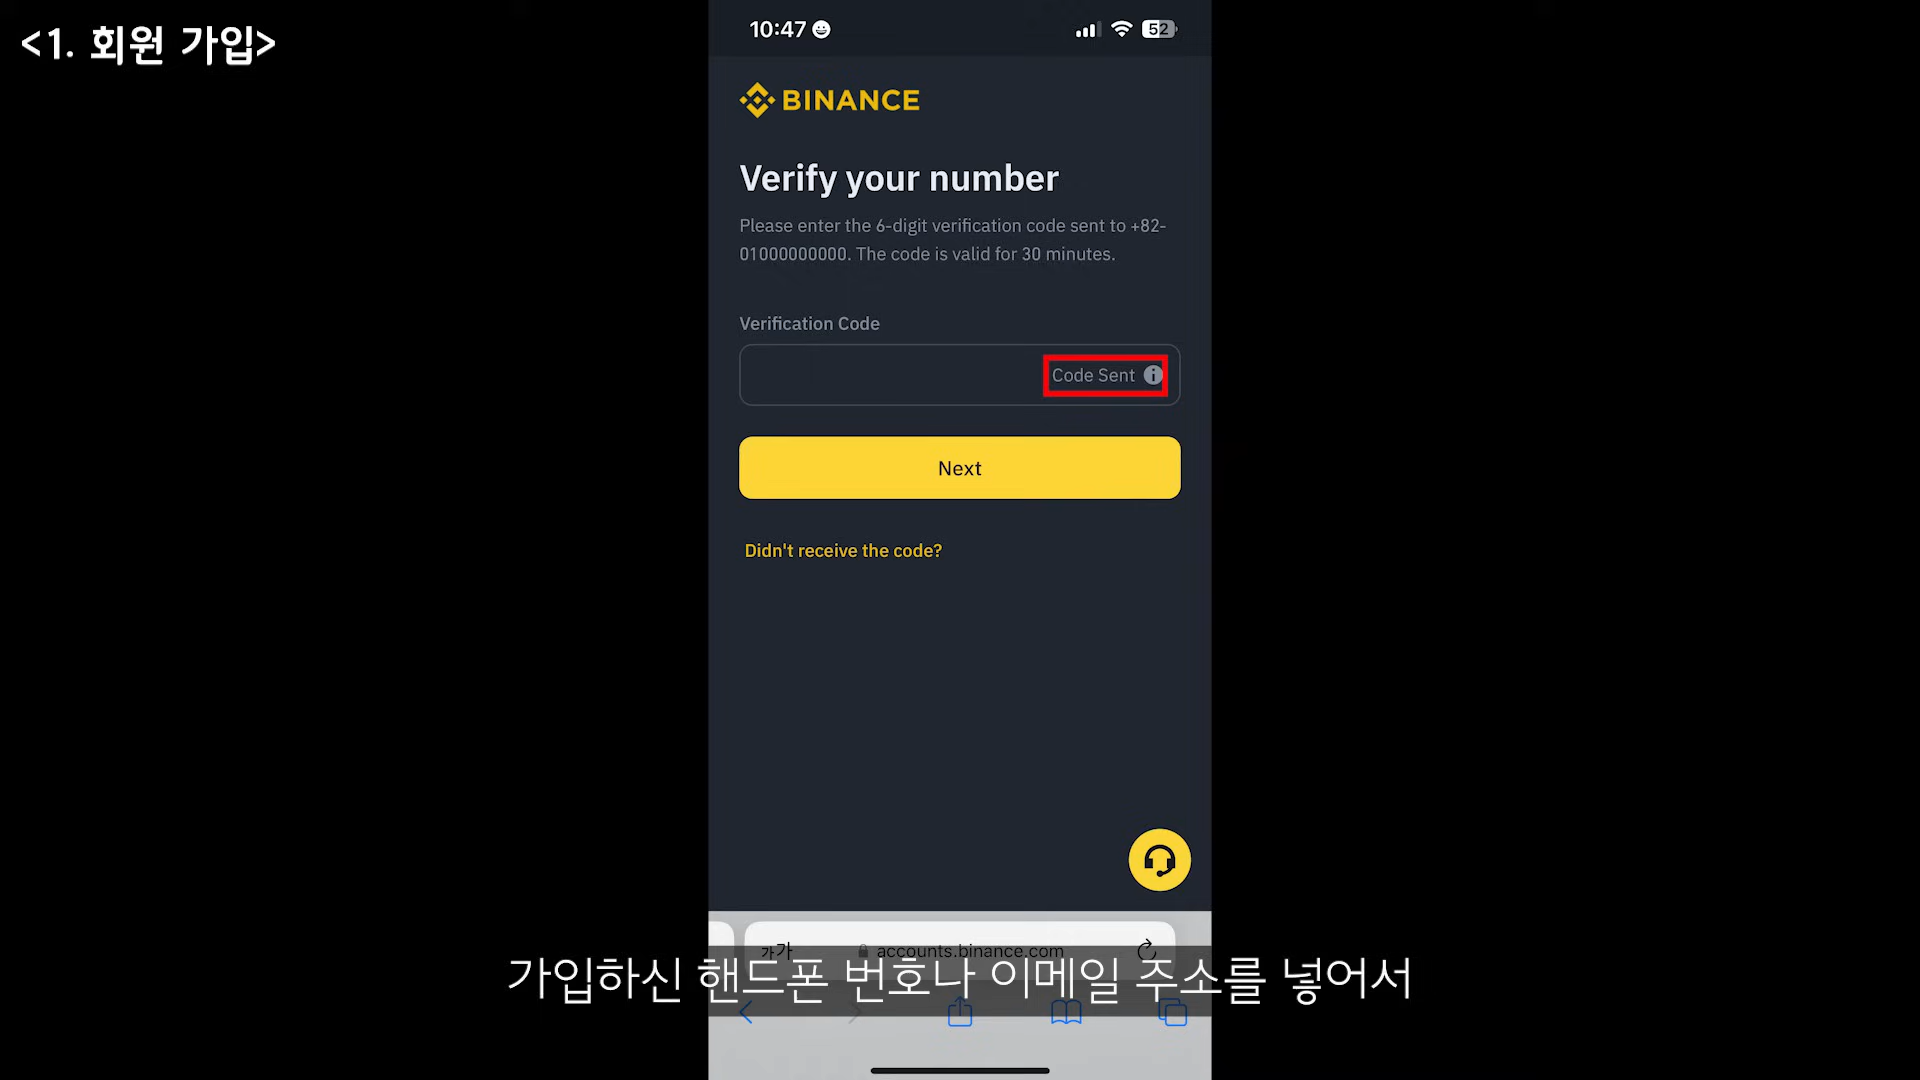 <1. 회원 가입>
10:47
52
BINANCE
Verify your number
Please enter the 6-digit verification code sent to +82-
01000000000. The code is valid for 30 minutes.
Verification Code
Code Sent
Next
Didn't receive the code?
가가 accounts.binance.com
가입하신 핸드폰 번호나 이메일 주소를 넣어서